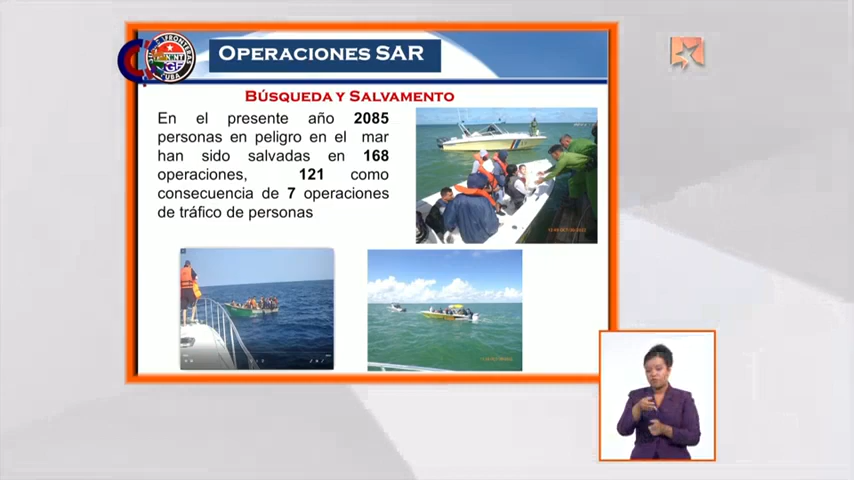 OPERACIONES SAR
BÚSQUEDA Y SALVAMENTO
En el presente año 2085
personas en peligro en el mar
han sido salvadas en 168
operaciones, 121 como
consecuencia de 7 operaciones
de tráfico de personas
CUBA